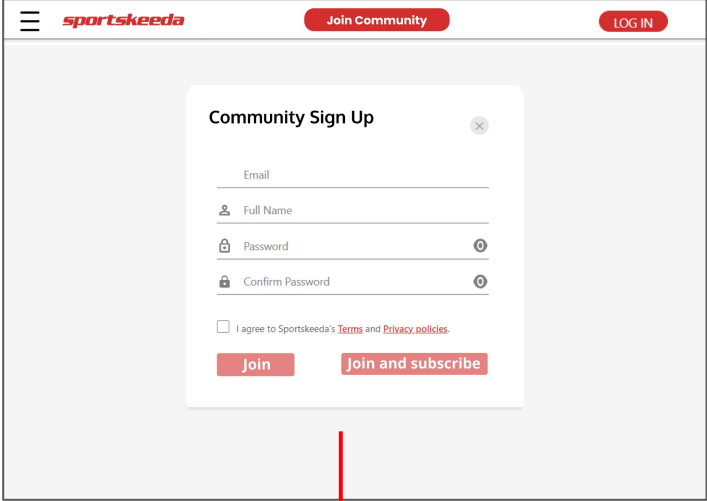 sportskeeda
Join Community
LOG IN
Community Sign Up
Email
Full Name
Password
Confirm Password
I agree to Sportskeeda's Terms and Privacy policies.
Join
Join and subscribe